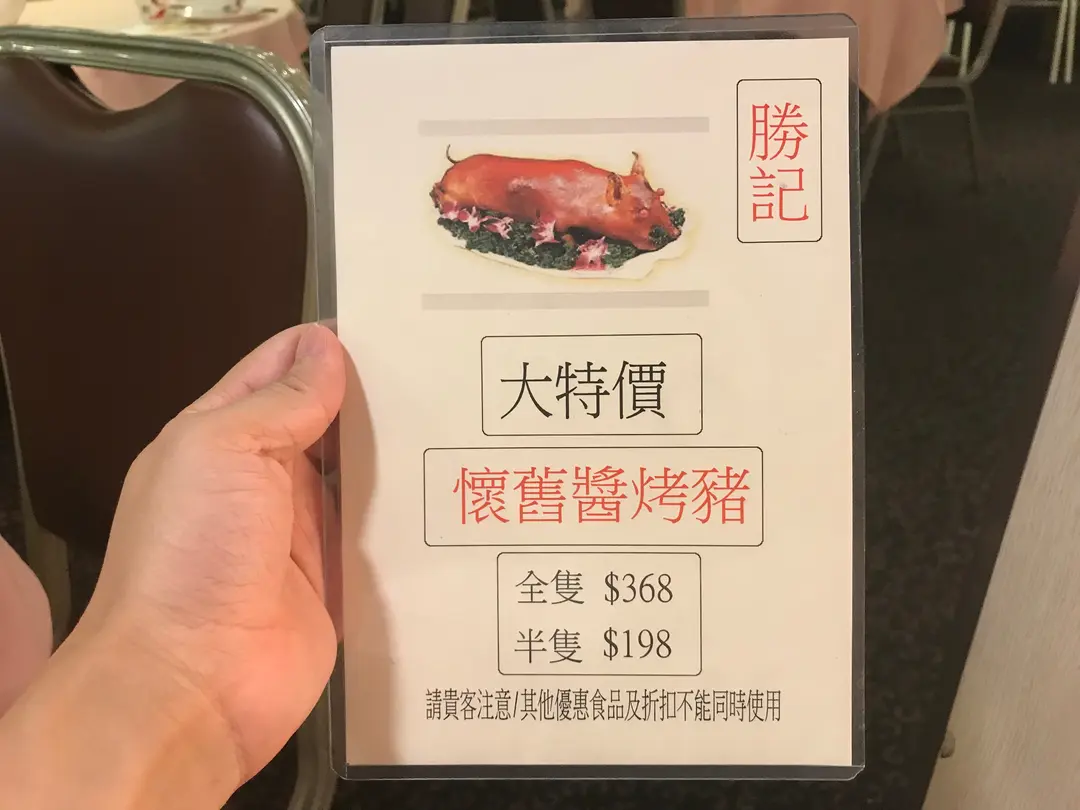 勝記
大特價
懷舊醬烤豬
全隻 $368
半隻 $198
請貴客注意/其他優惠食品及折扣不能同時使用